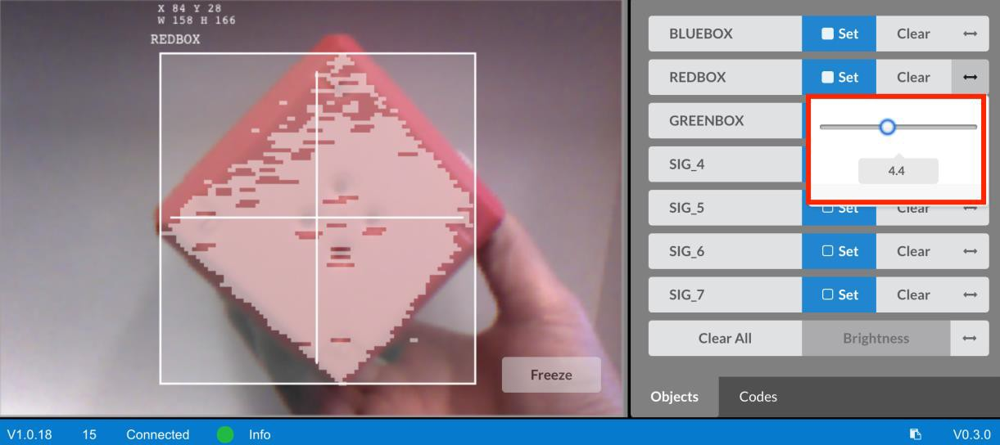 X 84 Y 28
W 158 H 166
REDBOX
Freeze
BLUEBOX Set Clear
REDBOX Set Clear
GREENBOX
4.4
SIG_4
SIG_5 Set Clear
SIG_6 Set Clear
SIG_7 Set Clear
Clear All Brightness
Objects Codes
V1.0.18 15 Connected Info V0.3.0